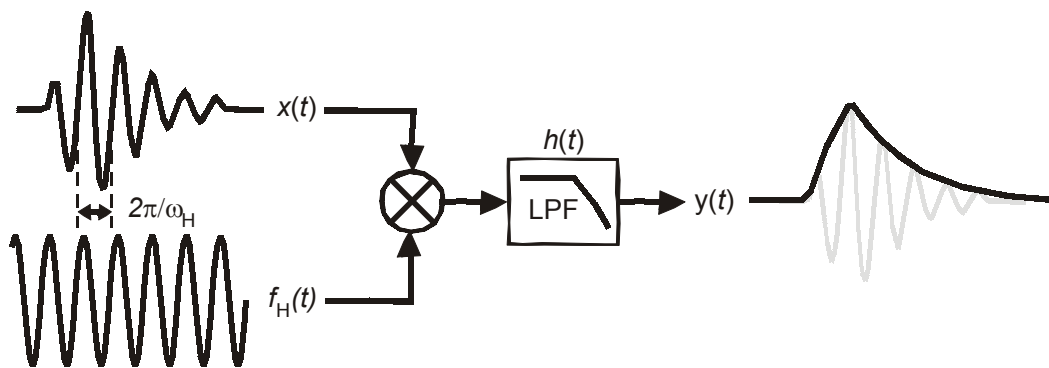 x(t)
h(t)
LPF
y(t)
2π/ω_H
f_H(t)